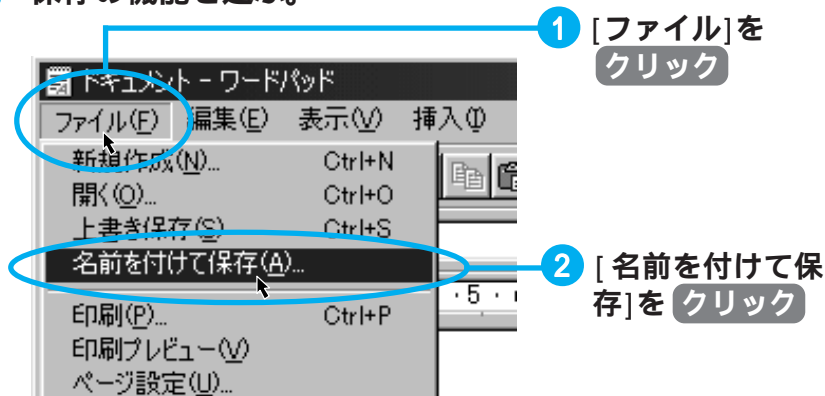 保存の機能を選ぶ。
1 [ファイル]を
クリック
ドキュメント - ワードパッド
ファイル(F) 編集(E) 表示(V) 挿入(I)
新規作成(N)... Ctrl+N
開く(O)... Ctrl+O
上書き保存(S) Ctrl+S
名前を付けて保存(A)...
2 [名前を付けて保
存]を クリック
・5・
印刷(P)... Ctrl+P
印刷プレビュー(V)
ページ設定(U)...